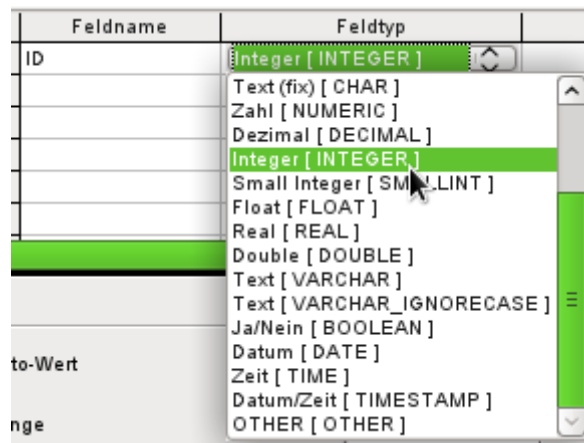 Feldname Feldtyp
ID Integer [ INTEGER ]
Text (fix) [ CHAR ]
Zahl [ NUMERIC ]
Dezimal [ DECIMAL ]
Integer [ INTEGER ]
Small Integer [ SMALLINT ]
Float [ FLOAT ]
Real [ REAL ]
Double [ DOUBLE ]
Text [ VARCHAR ]
Text [ VARCHAR_IGNORECASE ]
Ja/Nein [ BOOLEAN ]
to-Wert Datum [ DATE ]
Zeit [ TIME ]
Datum/Zeit [ TIMESTAMP ]
nge OTHER [ OTHER ]